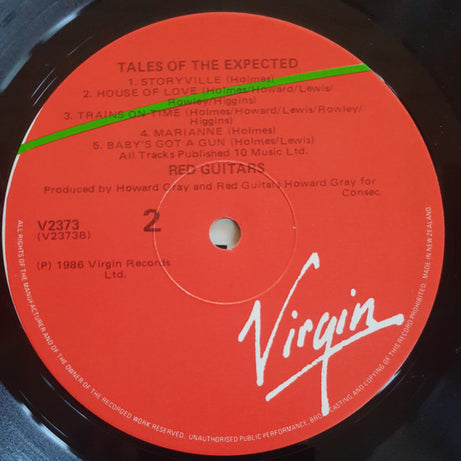 TALES OF THE EXPECTED
1. STORYVILLE (Holmes)
2. HOUSE OF LOVE (Holmes/Howard/Lewis/
Rowley/Higgins)
3. TRAINS ON TIME (Holmes/Howard/Lewis/Rowley/
Higgins)
4. MARIANNE (Holmes)
5. BABY'S GOT A GUN (Holmes/Lewis)
All Tracks Published 10 Music Ltd.
RED GUITARS
Produced by Howard Gray and Red Guitars Howard Gray for
Consec.
V2373
(V2373B)
2
(P) 1986 Virgin Records
Ltd.
Virgin
ALL RIGHTS OF THE MANUFACTURER AND OF THE OWNER OF THE RECORDED WORK RESERVED. UNAUTHORISED PUBLIC PERFORMANCE, BROADCASTING AND COPYING OF THIS RECORD PROHIBITED. MADE IN NEW ZEALAND